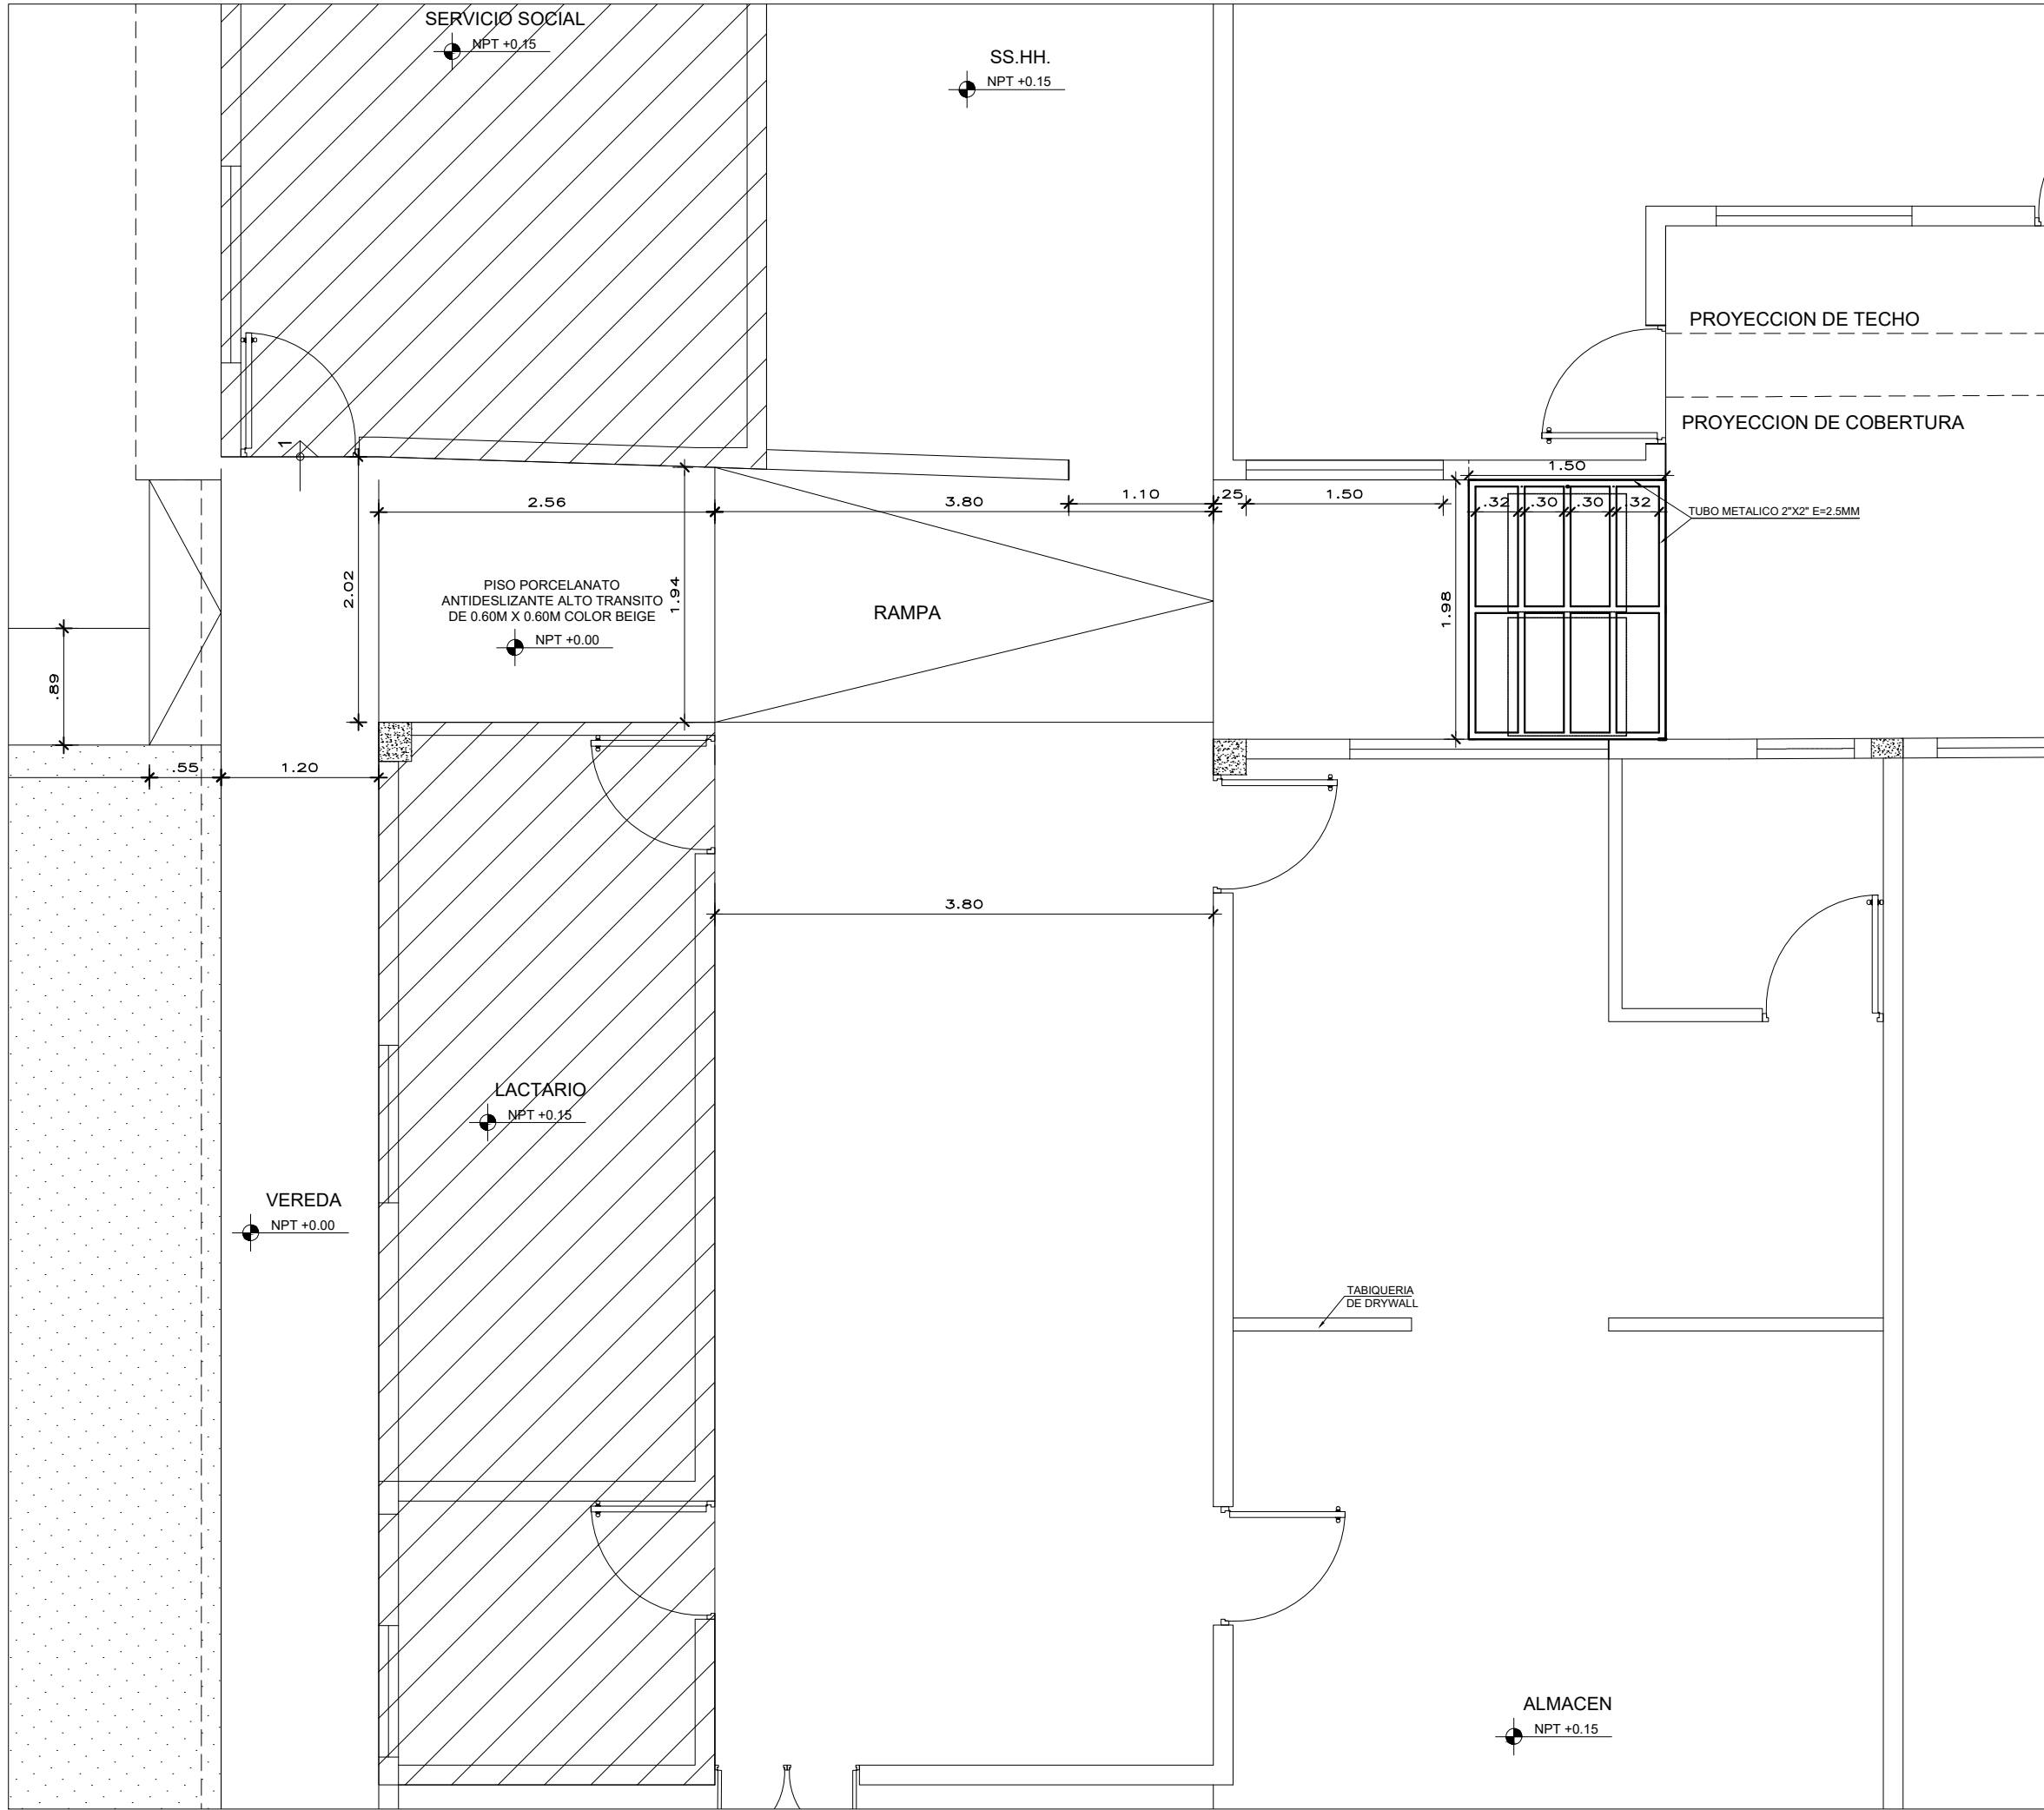 SERVICIO SOCIAL
NPT +0.15
SS.HH.
NPT +0.15
PROYECCION DE TECHO
PROYECCION DE COBERTURA
1
1.50
2.56
3.80
1.10
.25
1.50
.32
.30
.30
.32
TUBO METALICO 2"X2" E=2.5MM
2.02
PISO PORCELANATO
ANTIDESLIZANTE ALTO TRANSITO
DE 0.60M X 0.60M COLOR BEIGE
NPT +0.00
1.94
RAMPA
1.98
.89
.55
1.20
3.80
LACTARIO
NPT +0.15
VEREDA
NPT +0.00
TABIQUERIA
DE DRYWALL
ALMACEN
NPT +0.15